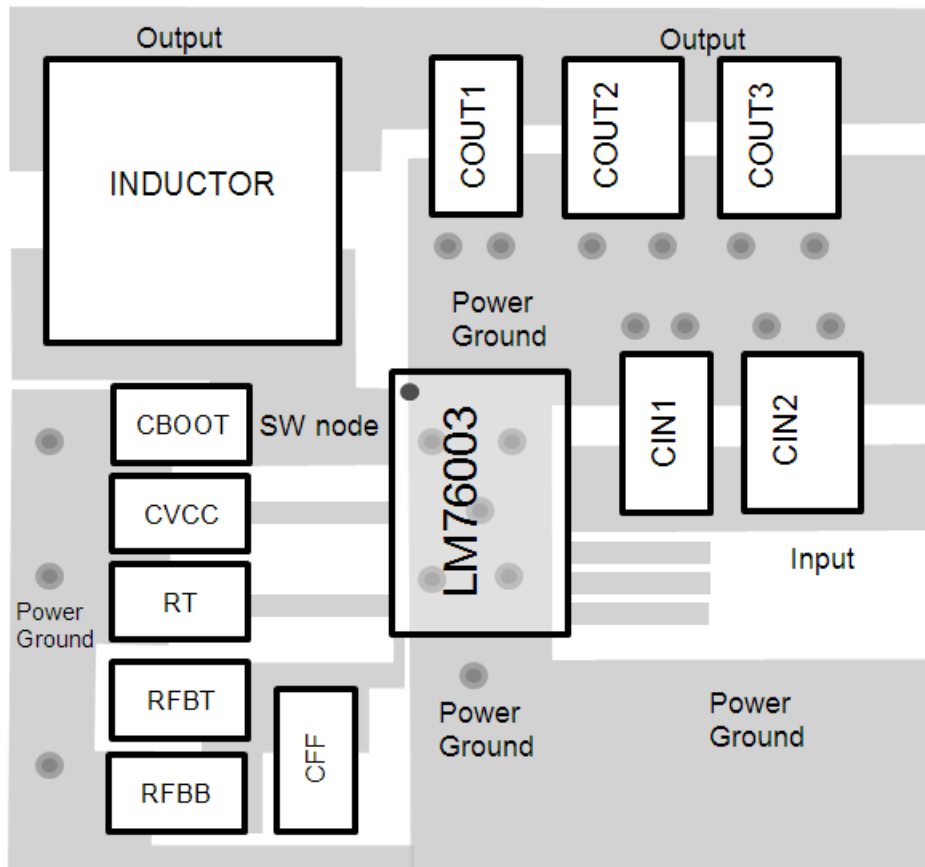 Output
Output
INDUCTOR
COUT1
COUT2
COUT3
Power
Ground
CBOOT
SW node
LM76003
CIN1
CIN2
CVCC
Input
RT
Power
Ground
RFBT
CFF
Power
Ground
Power
Ground
RFBB